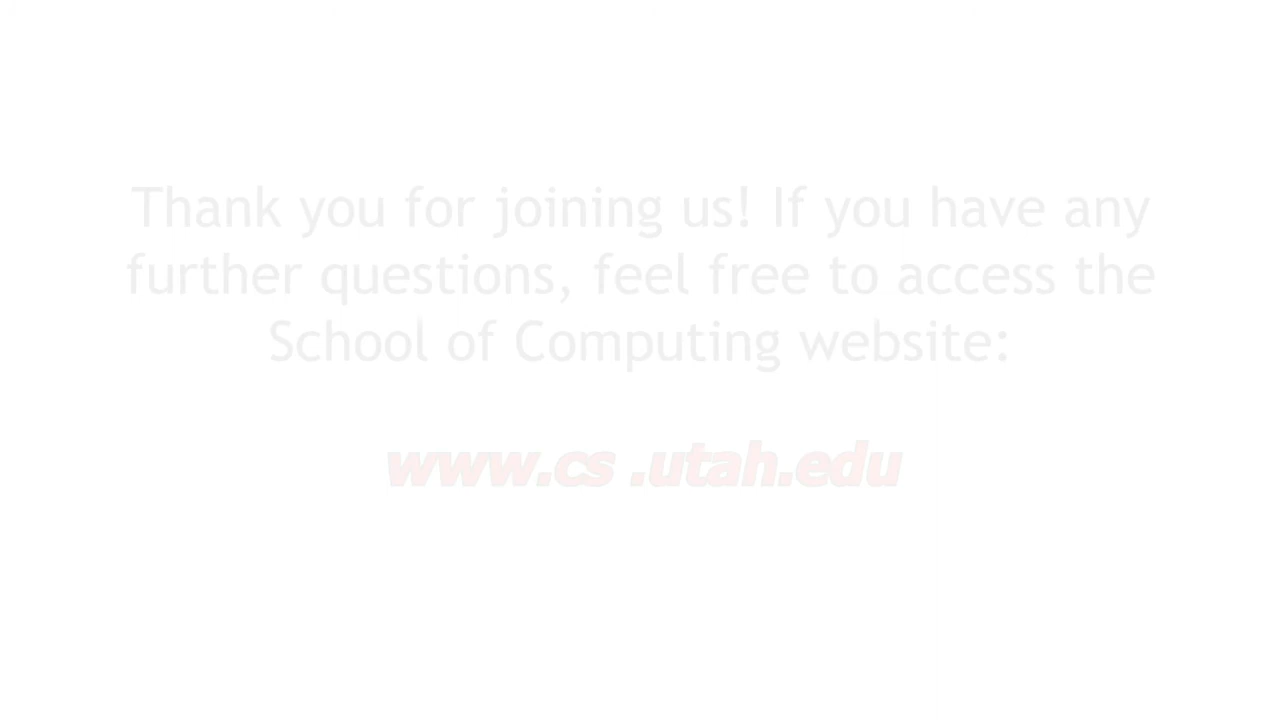 Thank you for joining us! If you have any
further questions, feel free to access the
School of Computing website:
www.cs .utah.edu